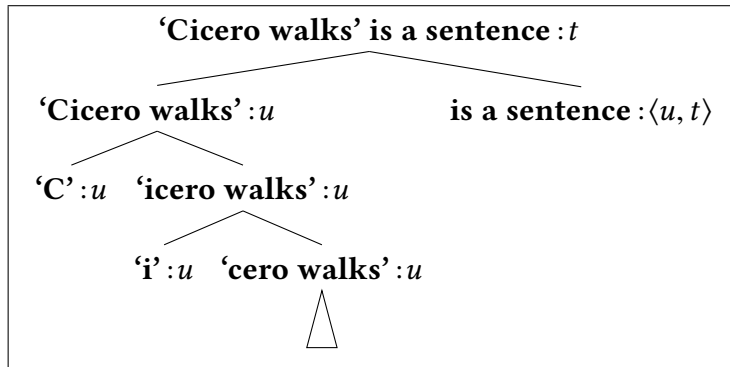 ‘Cicero walks’ is a sentence : t
‘Cicero walks’ : u is a sentence : ⟨u, t⟩
‘C’ : u ‘icero walks’ : u
‘i’ : u ‘cero walks’ : u